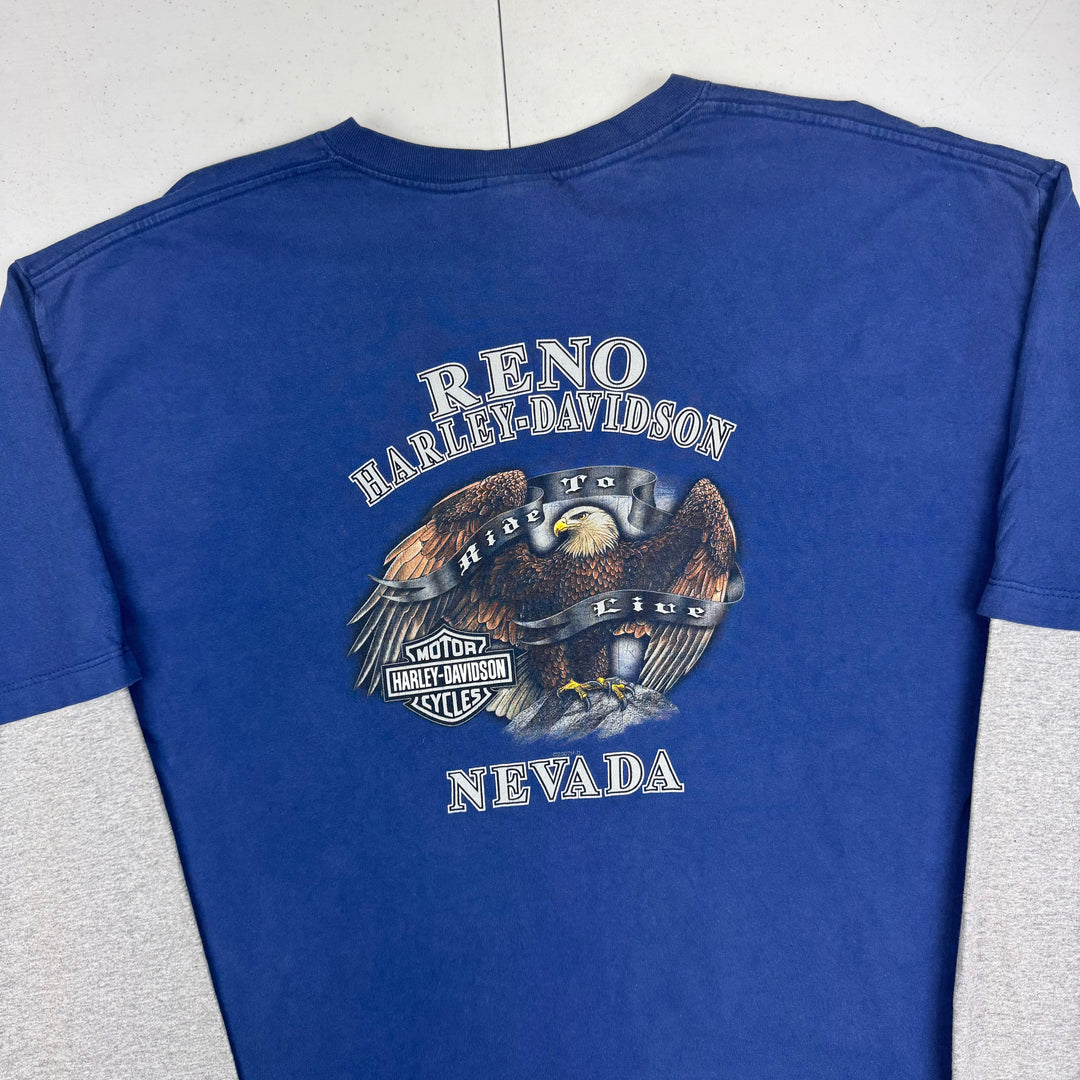 RENO
HARLEY-DAVIDSON
Ride To
Live
MOTOR
HARLEY-DAVIDSON
CYCLES
NEVADA